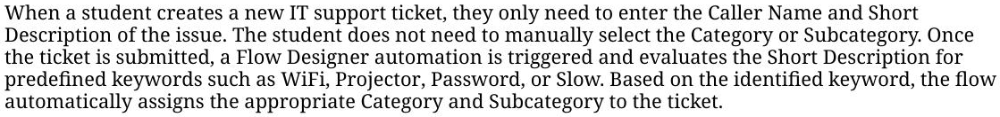 When a student creates a new IT support ticket, they only need to enter the Caller Name and Short
Description of the issue. The student does not need to manually select the Category or Subcategory. Once
the ticket is submitted, a Flow Designer automation is triggered and evaluates the Short Description for
predefined keywords such as WiFi, Projector, Password, or Slow. Based on the identified keyword, the flow
automatically assigns the appropriate Category and Subcategory to the ticket.